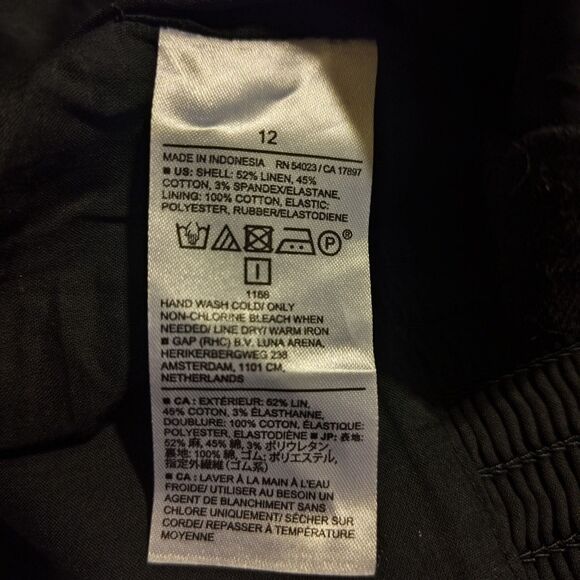 12
MADE IN INDONESIA RN 54023 / CA 17897
■ US: SHELL: 52% LINEN, 45%
COTTON, 3% SPANDEX/ELASTANE,
LINING: 100% COTTON, ELASTIC:
POLYESTER, RUBBER/ELASTODIENE
P
1168
HAND WASH COLD/ ONLY
NON-CHLORINE BLEACH WHEN
NEEDED/ LINE DRY/ WARM IRON
■ GAP (RHC) B.V. LUNA ARENA,
HERIKERBERGWEG 238
AMSTERDAM, 1101 CM,
NETHERLANDS
■ CA : EXTÉRIEUR: 52% LIN,
45% COTON, 3% ÉLASTHANNE,
DOUBLURE: 100% COTON, ÉLASTIQUE:
POLYESTER, ELASTODIÈNE ■ JP: 表地:
52% 麻, 45% 綿, 3% ポリウレタン,
裏地: 100% 綿, ゴム: ポリエステル,
指定外繊維(ゴム系)
■ CA : LAVER À LA MAIN À L'EAU
FROIDE/ UTILISER AU BESOIN UN
AGENT DE BLANCHIMENT SANS
CHLORE UNIQUEMENT/ SÉCHER SUR
CORDE/ REPASSER À TEMPÉRATURE
MOYENNE